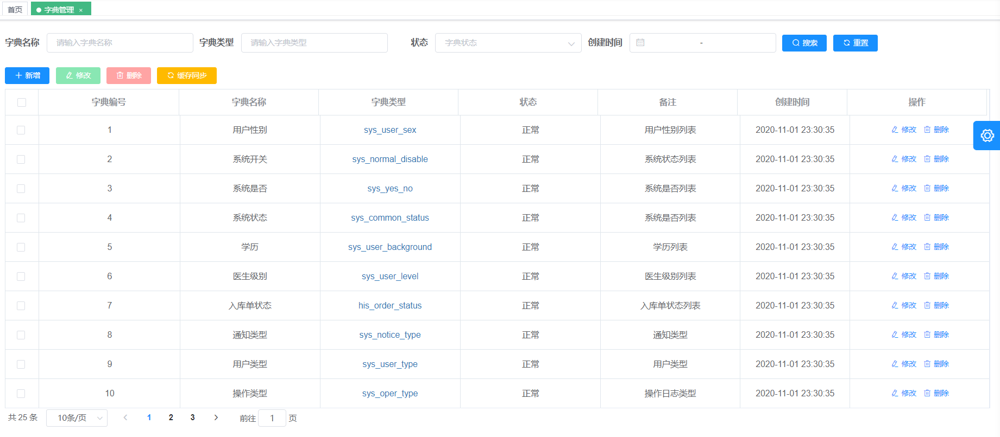 首页 字典管理 ×
字典名称 请输入字典名称 字典类型 请输入字典类型 状态 字典状态 创建时间 - 搜索 重置
新增 修改 删除 缓存同步
字典编号 字典名称 字典类型 状态 备注 创建时间 操作
1 用户性别 sys_user_sex 正常 用户性别列表 2020-11-01 23:30:35 修改 删除
2 系统开关 sys_normal_disable 正常 系统状态列表 2020-11-01 23:30:35 修改 删除
3 系统是否 sys_yes_no 正常 系统是否列表 2020-11-01 23:30:35 修改 删除
4 系统状态 sys_common_status 正常 系统是否列表 2020-11-01 23:30:35 修改 删除
5 学历 sys_user_background 正常 学历列表 2020-11-01 23:30:35 修改 删除
6 医生级别 sys_user_level 正常 医生级别列表 2020-11-01 23:30:35 修改 删除
7 入库单状态 his_order_status 正常 入库单状态列表 2020-11-01 23:30:35 修改 删除
8 通知类型 sys_notice_type 正常 通知类型 2020-11-01 23:30:35 修改 删除
9 用户类型 sys_user_type 正常 用户类型 2020-11-01 23:30:35 修改 删除
10 操作类型 sys_oper_type 正常 操作日志类型 2020-11-01 23:30:35 修改 删除
共 25 条 10条/页 1 2 3 前往 1 页